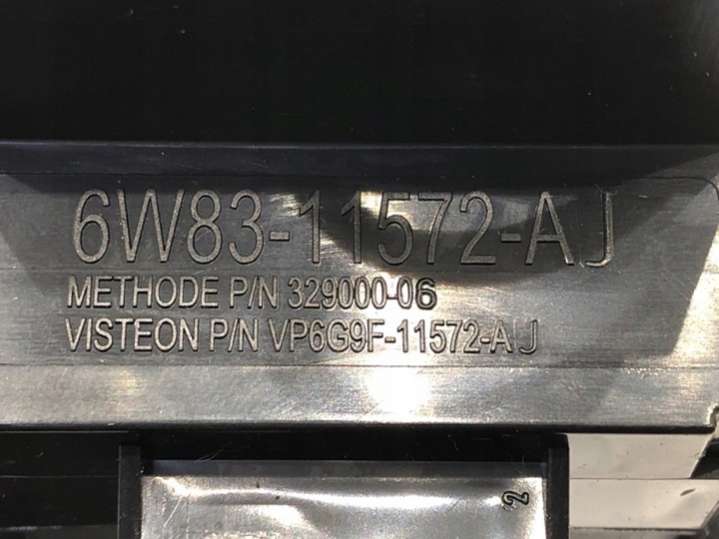 6W83-11572-AJ
METHODE P/N 329000-06
VISTEON P/N VP6G9F-11572-AJ
2